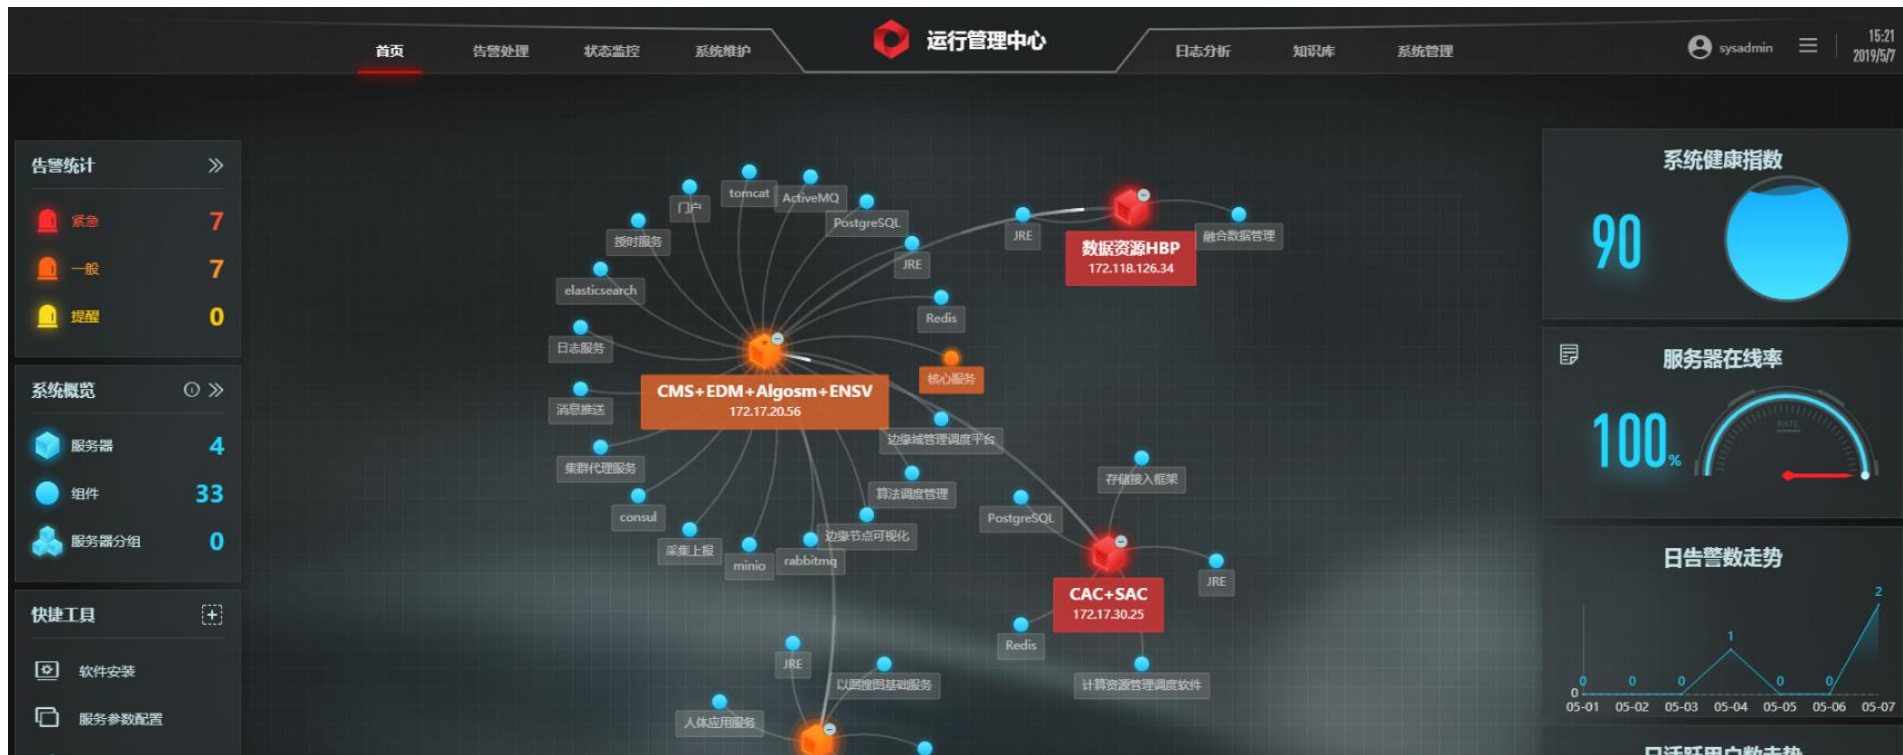 首页
告警处理
状态监控
系统维护
运行管理中心
日志分析
知识库
系统管理
sysadmin
15:21
2019/5/7
告警统计
紧急 7
一般 7
提醒 0
系统概览
服务器 4
组件 33
服务器分组 0
快捷工具
软件安装
服务参数配置
门户
tomcat
ActiveMQ
PostgreSQL
授时服务
JRE
elasticsearch
Redis
日志服务
核心服务
CMS+EDM+Algosm+ENSV
172.17.20.56
消息推送
边缘域管理调度平台
集群代理服务
算法调度管理
consul
边缘节点可视化
采集上报
minio
rabbitmq
JRE
数据资源HBP
172.118.126.34
融合数据管理
存储接入框架
PostgreSQL
JRE
CAC+SAC
172.17.30.25
Redis
计算资源管理调度软件
JRE
以图搜图基础服务
人体应用服务
系统健康指数
90
服务器在线率
100%
RATE
日告警数走势
2
1
0 0 0 0 0
0
05-01 05-02 05-03 05-04 05-05 05-06 05-07
日活跃用户数走势